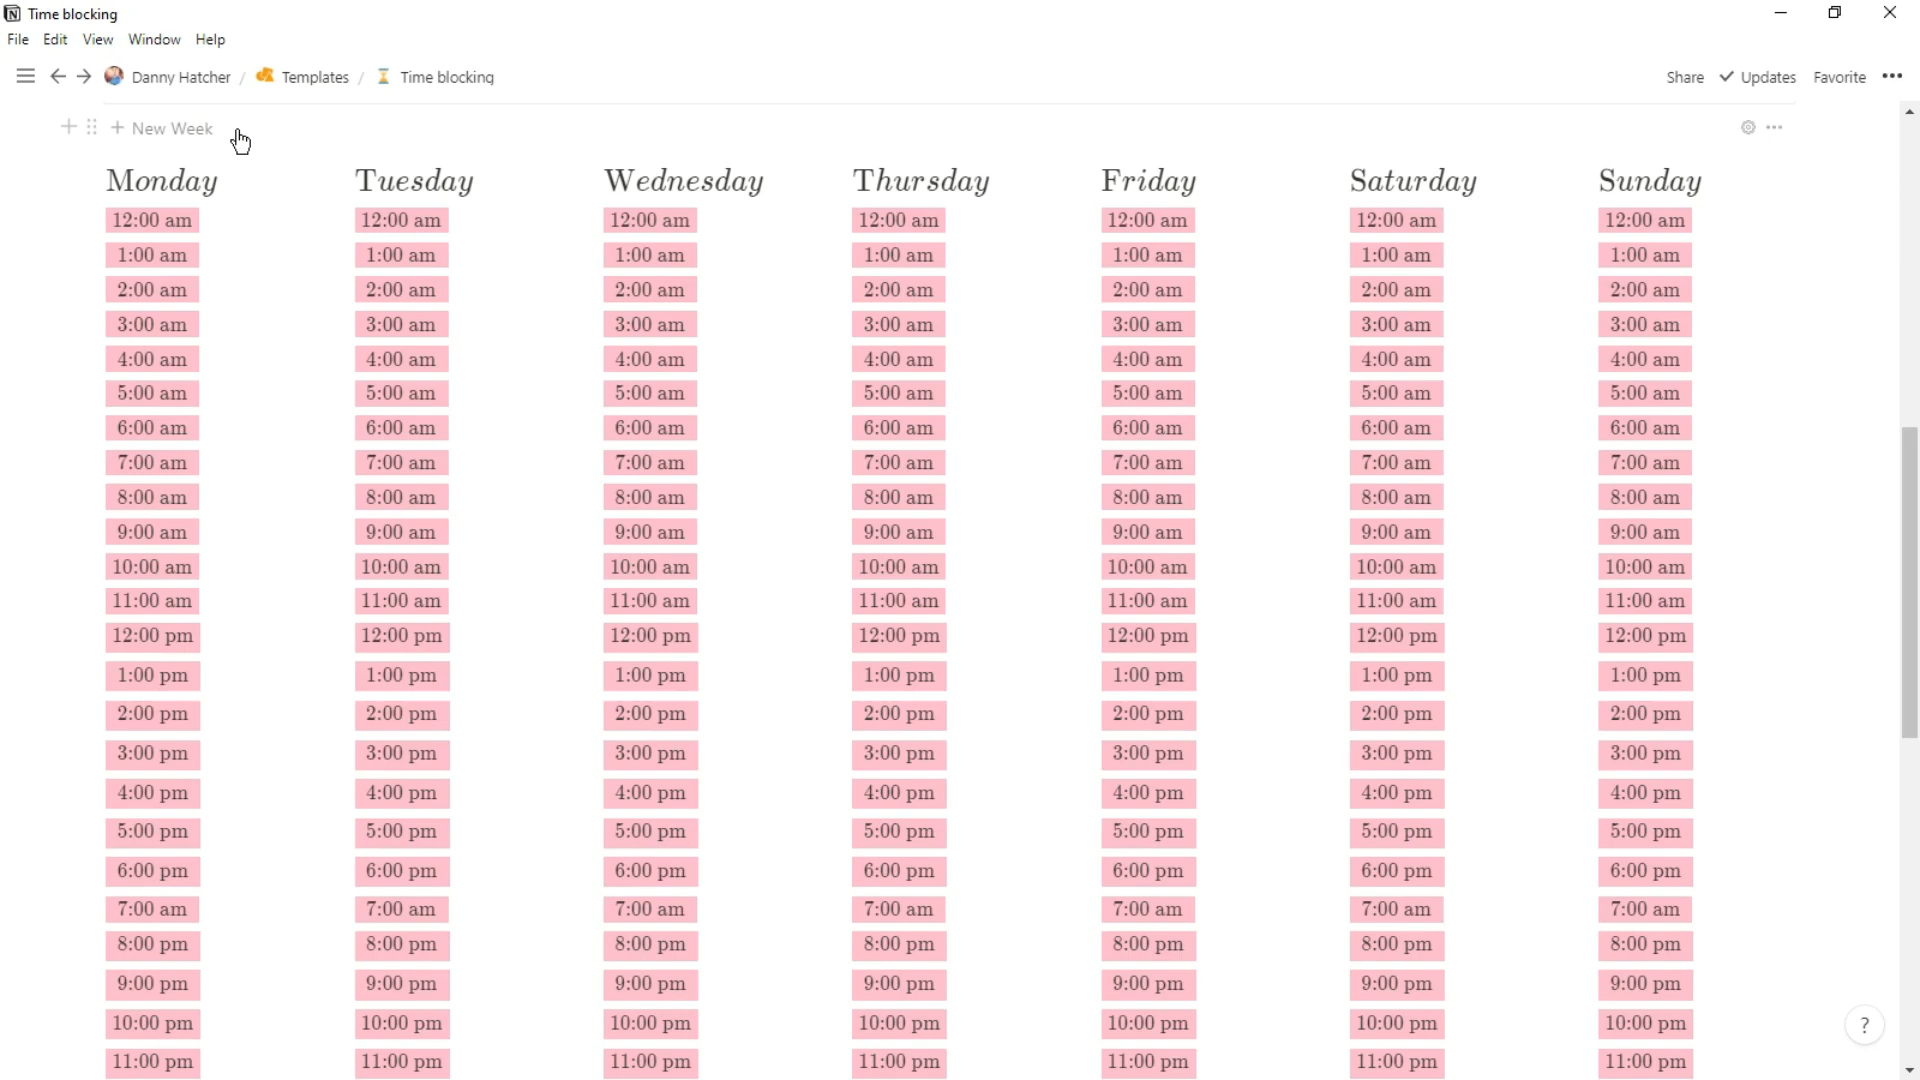 Time blocking
File Edit View Window Help
Danny Hatcher / Templates / Time blocking Share Updates Favorite
New Week
Monday Tuesday Wednesday Thursday Friday Saturday Sunday
12:00 am 12:00 am 12:00 am 12:00 am 12:00 am 12:00 am 12:00 am
1:00 am 1:00 am 1:00 am 1:00 am 1:00 am 1:00 am 1:00 am
2:00 am 2:00 am 2:00 am 2:00 am 2:00 am 2:00 am 2:00 am
3:00 am 3:00 am 3:00 am 3:00 am 3:00 am 3:00 am 3:00 am
4:00 am 4:00 am 4:00 am 4:00 am 4:00 am 4:00 am 4:00 am
5:00 am 5:00 am 5:00 am 5:00 am 5:00 am 5:00 am 5:00 am
6:00 am 6:00 am 6:00 am 6:00 am 6:00 am 6:00 am 6:00 am
7:00 am 7:00 am 7:00 am 7:00 am 7:00 am 7:00 am 7:00 am
8:00 am 8:00 am 8:00 am 8:00 am 8:00 am 8:00 am 8:00 am
9:00 am 9:00 am 9:00 am 9:00 am 9:00 am 9:00 am 9:00 am
10:00 am 10:00 am 10:00 am 10:00 am 10:00 am 10:00 am 10:00 am
11:00 am 11:00 am 11:00 am 11:00 am 11:00 am 11:00 am 11:00 am
12:00 pm 12:00 pm 12:00 pm 12:00 pm 12:00 pm 12:00 pm 12:00 pm
1:00 pm 1:00 pm 1:00 pm 1:00 pm 1:00 pm 1:00 pm 1:00 pm
2:00 pm 2:00 pm 2:00 pm 2:00 pm 2:00 pm 2:00 pm 2:00 pm
3:00 pm 3:00 pm 3:00 pm 3:00 pm 3:00 pm 3:00 pm 3:00 pm
4:00 pm 4:00 pm 4:00 pm 4:00 pm 4:00 pm 4:00 pm 4:00 pm
5:00 pm 5:00 pm 5:00 pm 5:00 pm 5:00 pm 5:00 pm 5:00 pm
6:00 pm 6:00 pm 6:00 pm 6:00 pm 6:00 pm 6:00 pm 6:00 pm
7:00 am 7:00 am 7:00 am 7:00 am 7:00 am 7:00 am 7:00 am
8:00 pm 8:00 pm 8:00 pm 8:00 pm 8:00 pm 8:00 pm 8:00 pm
9:00 pm 9:00 pm 9:00 pm 9:00 pm 9:00 pm 9:00 pm 9:00 pm
10:00 pm 10:00 pm 10:00 pm 10:00 pm 10:00 pm 10:00 pm 10:00 pm
11:00 pm 11:00 pm 11:00 pm 11:00 pm 11:00 pm 11:00 pm 11:00 pm
?